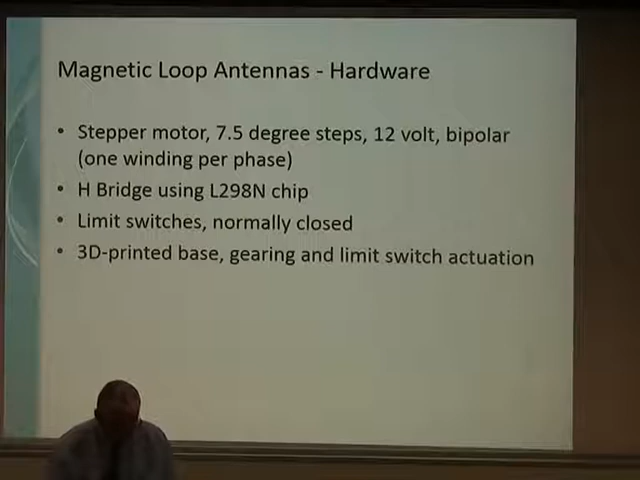 Magnetic Loop Antennas - Hardware
• Stepper motor, 7.5 degree steps, 12 volt, bipolar
(one winding per phase)
• H Bridge using L298N chip
• Limit switches, normally closed
• 3D-printed base, gearing and limit switch actuation